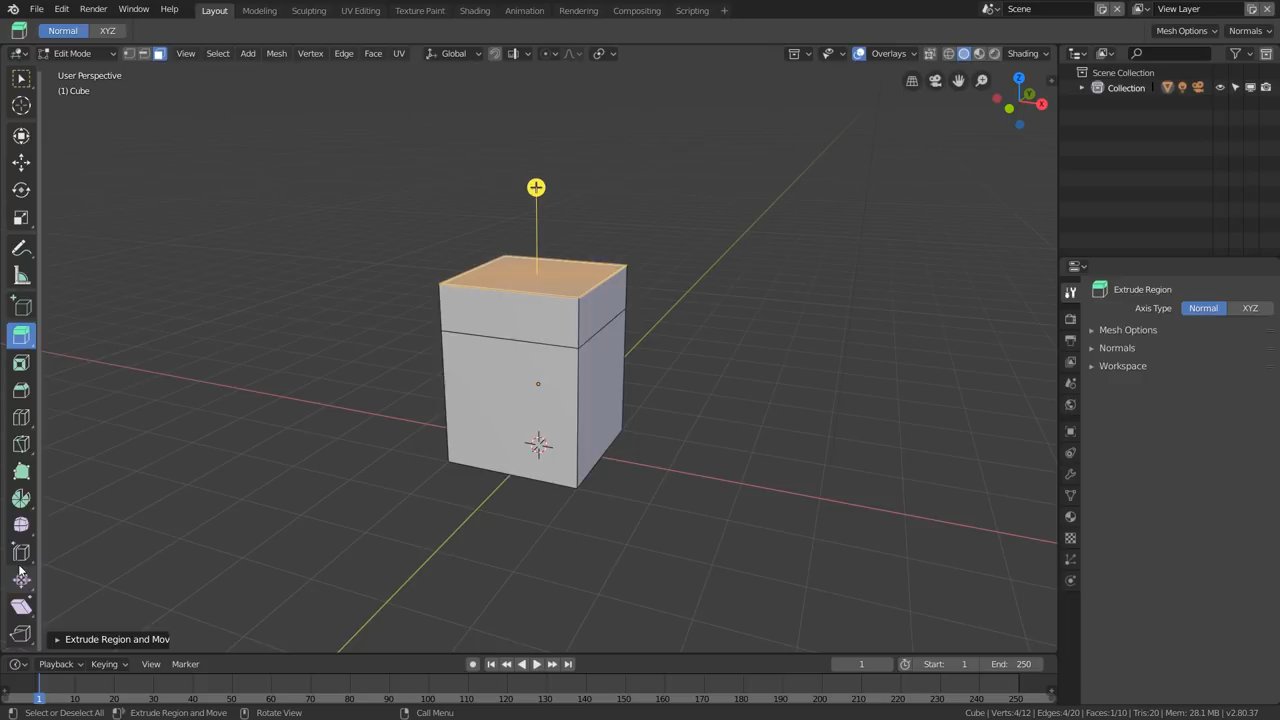 File Edit Render Window Help Layout Modeling Sculpting UV Editing Texture Paint Shading Animation Rendering Compositing Scripting + Scene View Layer
Normal XYZ Mesh Options Normals
Edit Mode View Select Add Mesh Vertex Edge Face UV Global Overlays Shading
User Perspective
(1) Cube
Z
Y
X
Scene Collection
Collection
Extrude Region
Axis Type Normal XYZ
Mesh Options
Normals
Workspace
Extrude Region and Mov
Playback Keying View Marker 1 Start: 1 End: 250
1 10 20 30 40 50 60 70 80 90 100 110 120 130 140 150 160 170 180 190 200 210 220 230 240 250
Select or Deselect All Extrude Region and Move Rotate View Call Menu Cube | Verts:4/12 | Edges:4/20 | Faces:1/10 | Tris:20 | Mem: 28.1 MB | v2.80.37